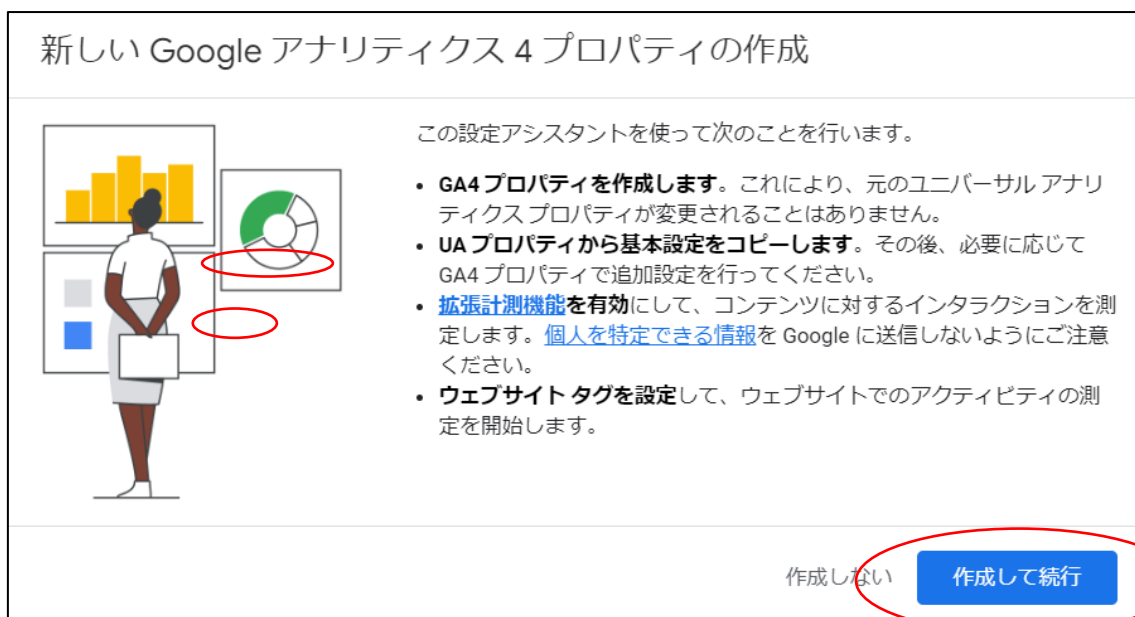 新しい Google アナリティクス 4 プロパティの作成
この設定アシスタントを使って次のことを行います。
• GA4 プロパティを作成します。これにより、元のユニバーサル アナリ
ティクス プロパティが変更されることはありません。
• UA プロパティから基本設定をコピーします。その後、必要に応じて
GA4 プロパティで追加設定を行ってください。
• 拡張計測機能を有効にして、コンテンツに対するインタラクションを測
定します。個人を特定できる情報を Google に送信しないようにご注意
ください。
• ウェブサイト タグを設定して、ウェブサイトでのアクティビティの測
定を開始します。
作成しない 作成して続行